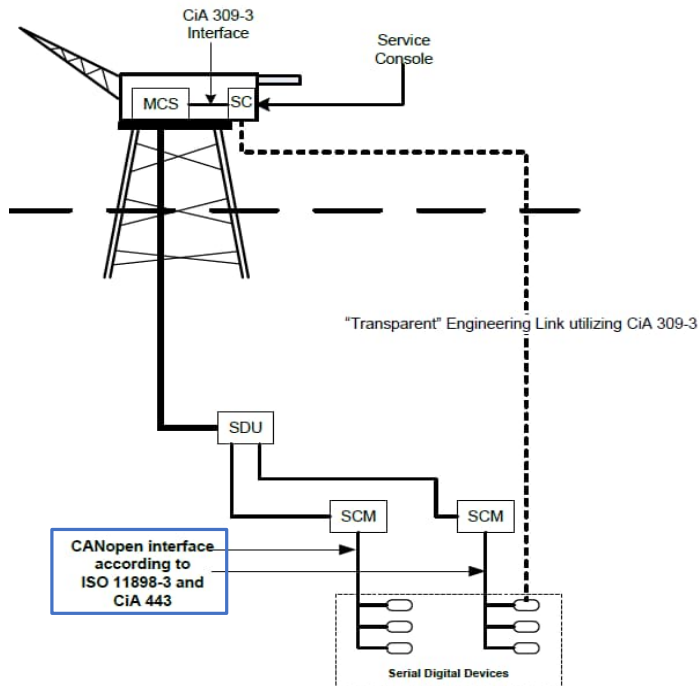 CiA 309-3
Interface
Service
Console
MCS
SC
“Transparent” Engineering Link utilizing CiA 309-3
SDU
SCM
SCM
CANopen interface
according to
ISO 11898-3 and
CiA 443
Serial Digital Devices